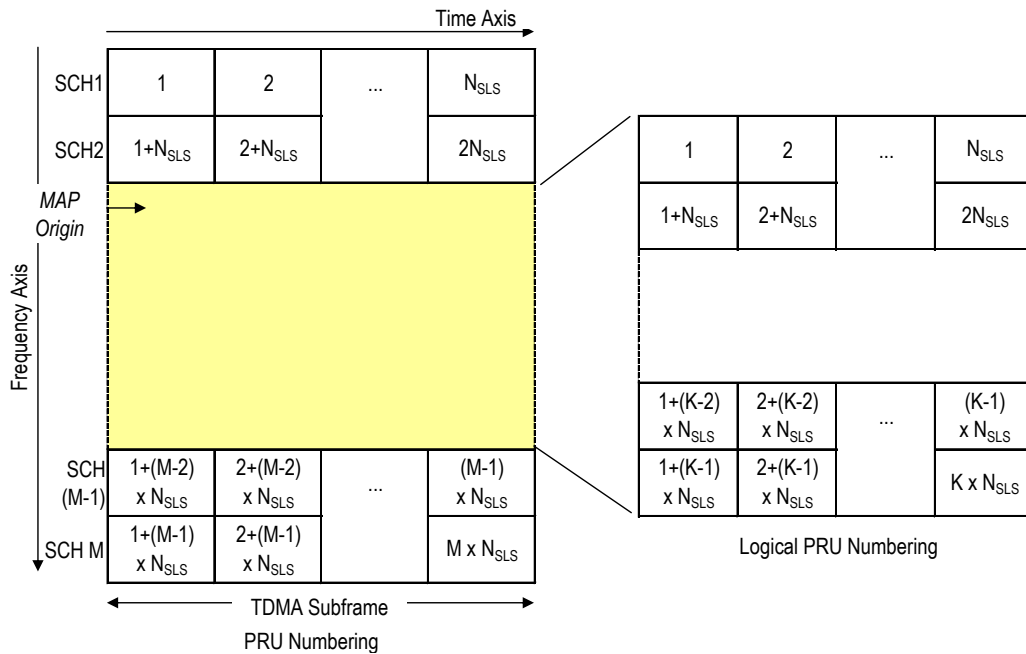 Time Axis
SCH1 1 2 ... N_SLS
SCH2 1+N_SLS 2+N_SLS 2N_SLS
MAP
Origin
Frequency Axis
SCH
(M-1)
1+(M-2)
x N_SLS
2+(M-2)
x N_SLS
...
(M-1)
x N_SLS
SCH M
1+(M-1)
x N_SLS
2+(M-1)
x N_SLS
M x N_SLS
TDMA Subframe
PRU Numbering
1 2 ... N_SLS
1+N_SLS 2+N_SLS 2N_SLS
1+(K-2)
x N_SLS
2+(K-2)
x N_SLS
...
(K-1)
x N_SLS
1+(K-1)
x N_SLS
2+(K-1)
x N_SLS
K x N_SLS
Logical PRU Numbering